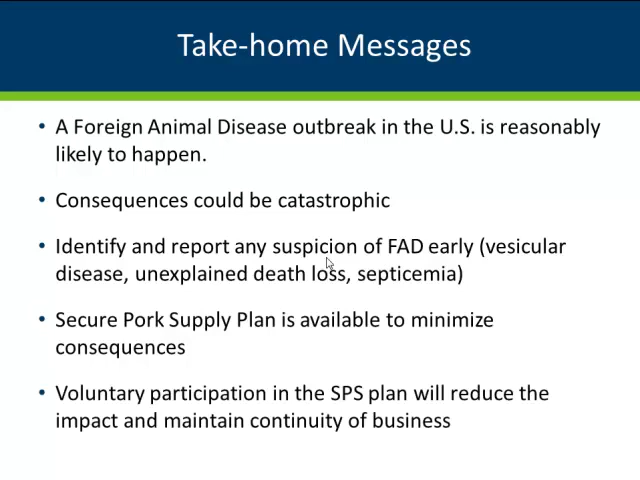 Take-home Messages
• A Foreign Animal Disease outbreak in the U.S. is reasonably
likely to happen.
• Consequences could be catastrophic
• Identify and report any suspicion of FAD early (vesicular
disease, unexplained death loss, septicemia)
• Secure Pork Supply Plan is available to minimize
consequences
• Voluntary participation in the SPS plan will reduce the
impact and maintain continuity of business